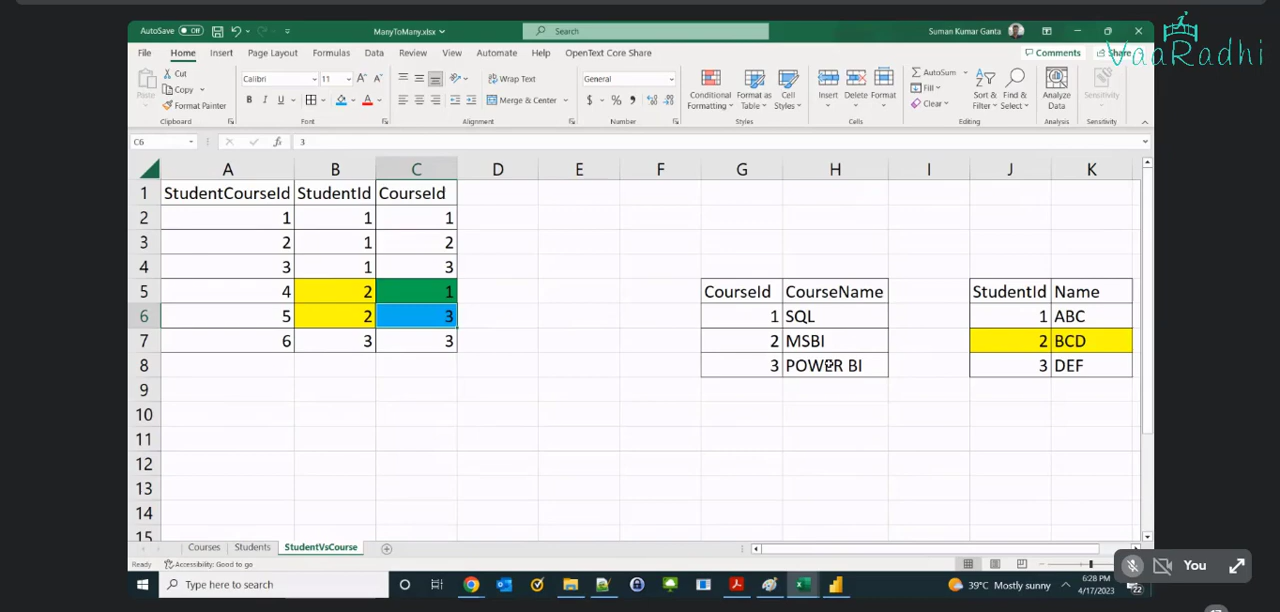 AutoSave Off
ManyToMany.xlsx
Search
Suman Kumar Ganta
VaaRadhi
File Home Insert Page Layout Formulas Data Review View Automate Help OpenText Core Share
Comments
Share
Paste
Cut
Copy
Format Painter
Calibri 11
B I U
Wrap Text
Merge & Center
General
$ % 9
Conditional Formatting
Format as Table
Cell Styles
Insert Delete Format
AutoSum
Fill
Clear
Sort & Filter
Find & Select
Analyze Data
Sensitivity
Clipboard Font Alignment Number Styles Cells Editing Analysis Sensitivity
C6 fx 3
A B C D E F G H I J K
1 StudentCourseId StudentId CourseId
2 1 1 1
3 2 1 2
4 3 1 3
5 4 2 1 CourseId CourseName StudentId Name
6 5 2 3 1 SQL 1 ABC
7 6 3 3 2 MSBI 2 BCD
8 3 POWER BI 3 DEF
9
10
11
12
13
14
15
Courses Students StudentVsCourse
Ready Accessibility: Good to go
You
Type here to search
39°C Mostly sunny
6:28 PM
4/17/2023
22